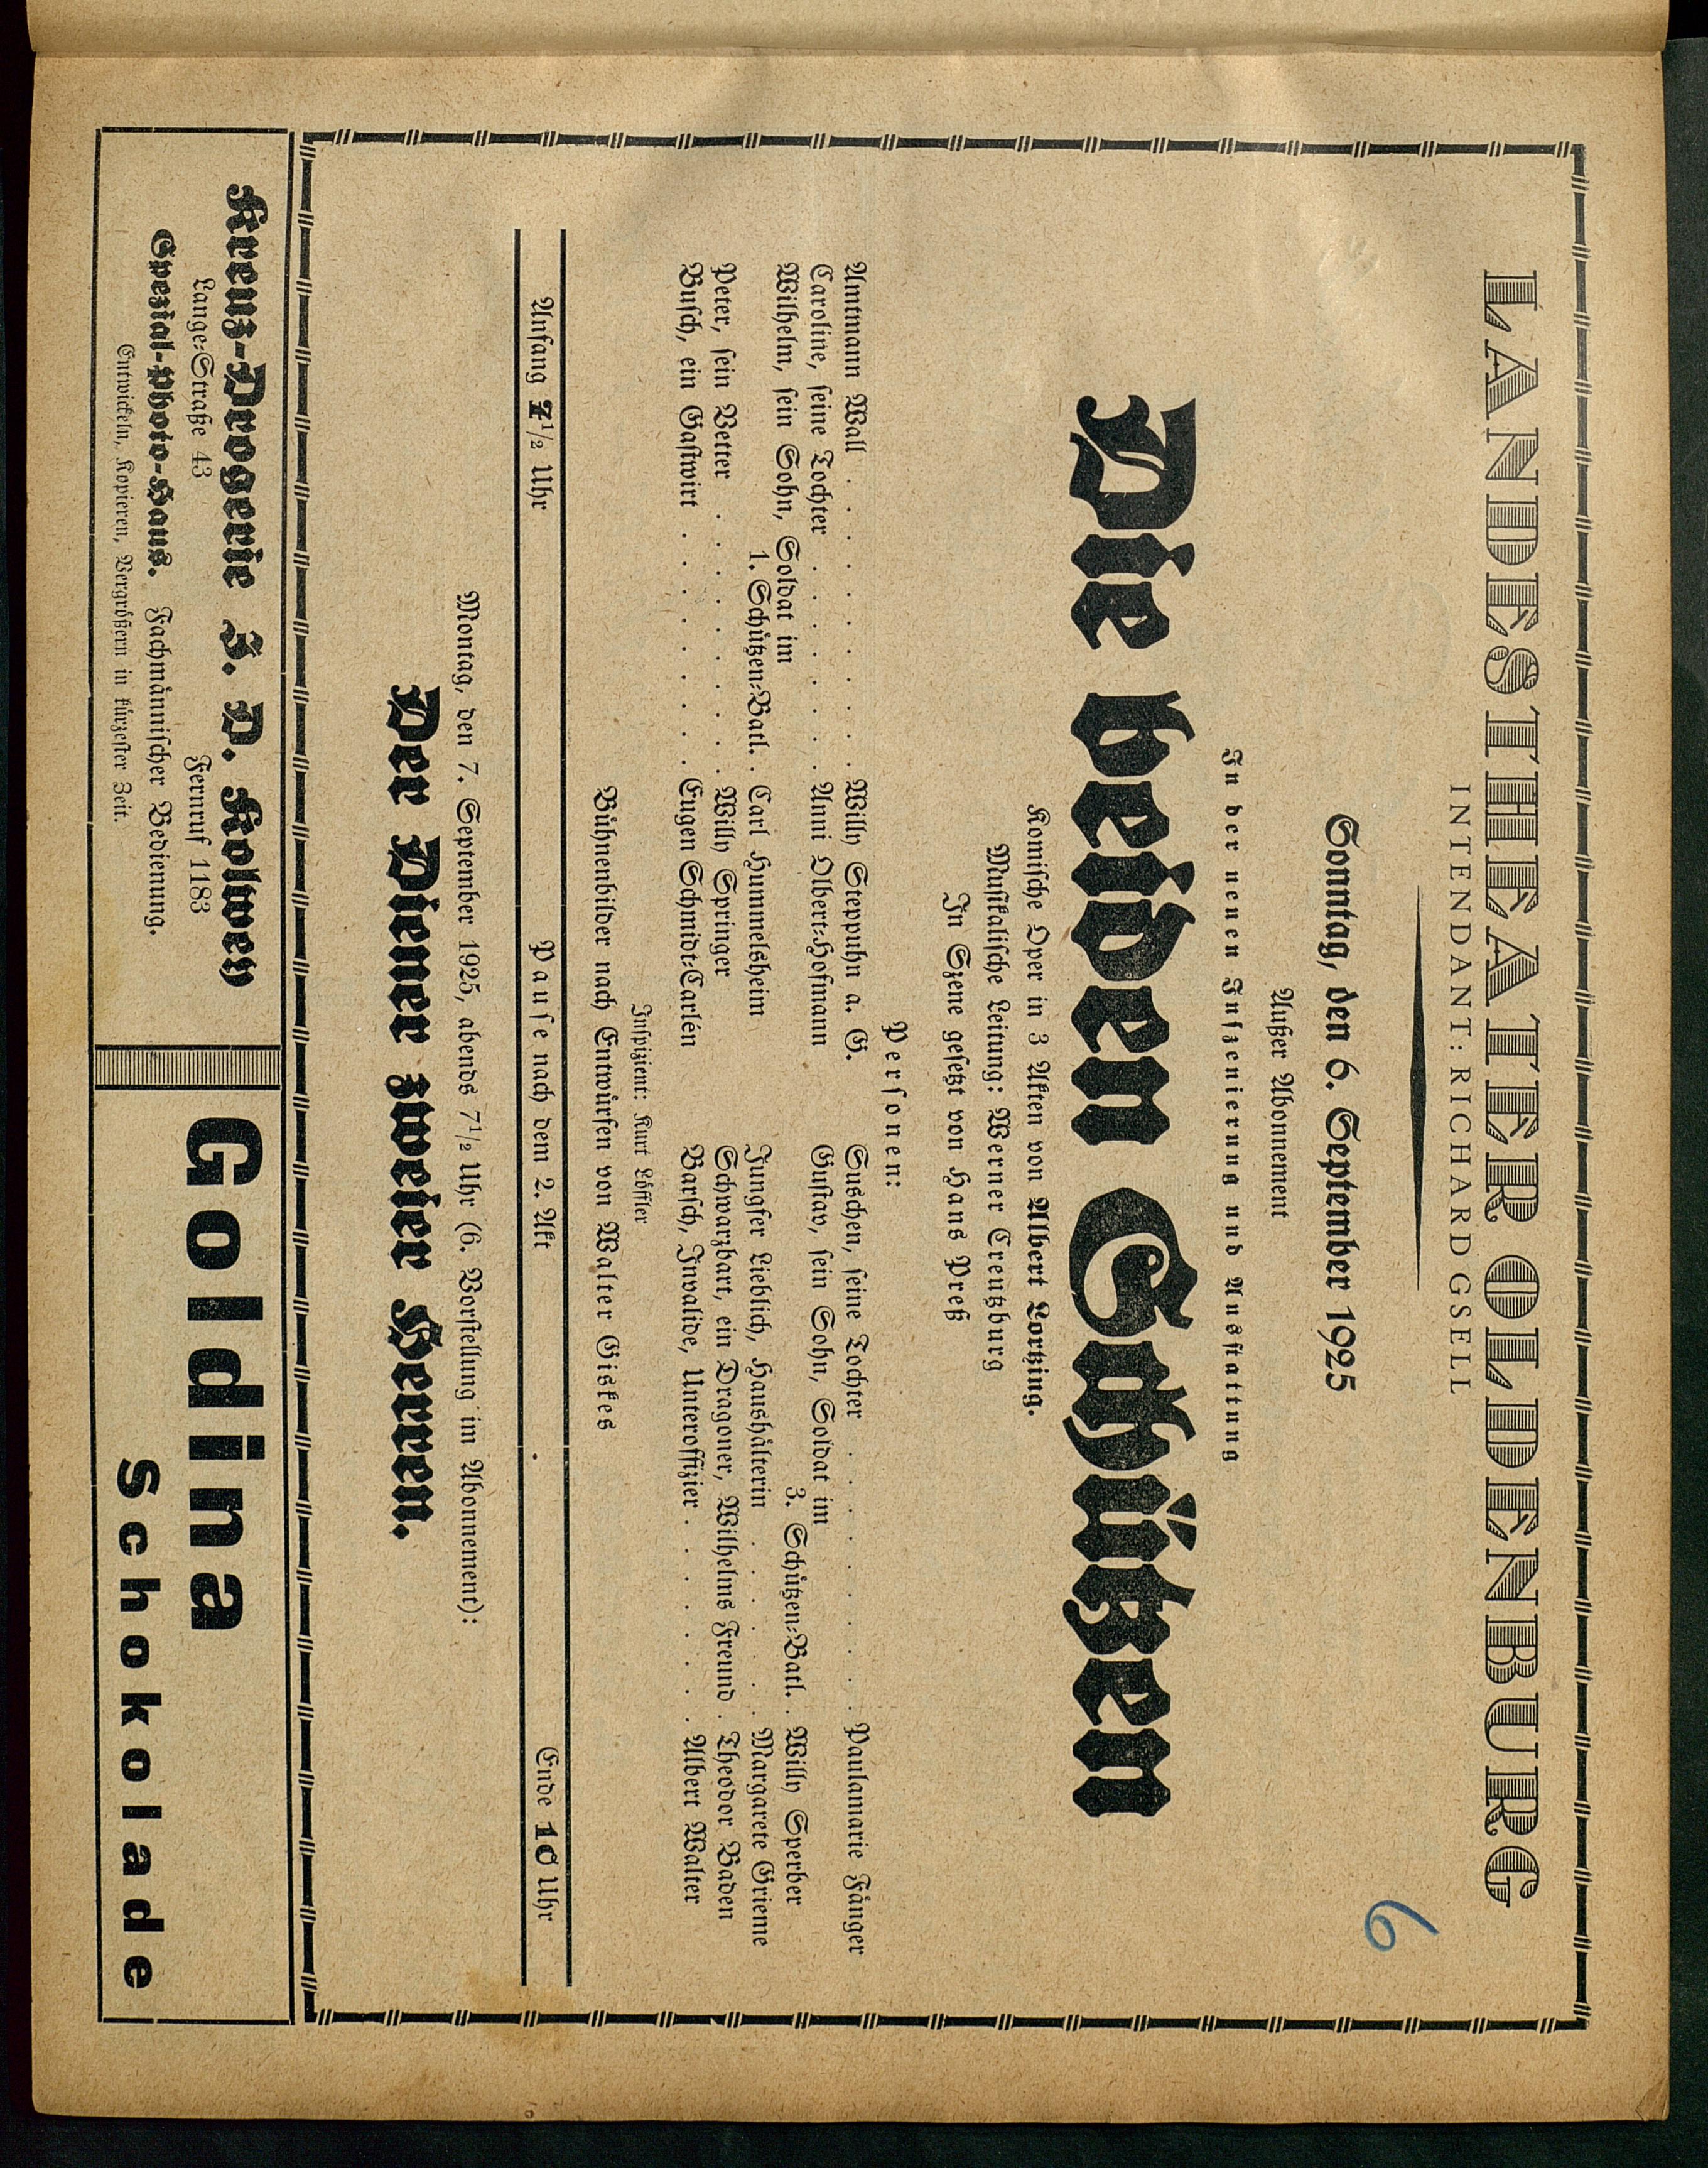 LANDESTHEATER OLDENBURG
INTENDANT: RICHARD GSELL
6
Sonntag, den 6. September 1925
Außer Abonnement
In der neuen Inszenierung und Ausstattung
Die beiden Schützen
Komische Oper in 3 Akten von Albert Lortzing.
Musikalische Leitung: Werner Creutzburg
In Szene gesetzt von Hans Preß
Personen:
Amtmann Wall . . . . . . . . . . Willy Steppuhn a. G.
Caroline, seine Tochter . . . . . . . Anni Olbert-Hofmann
Wilhelm, sein Sohn, Soldat im
1. Schützen-Batl. . Carl Hummelsheim
Peter, sein Vetter . . . . . . . . Willy Springer
Busch, ein Gastwirt . . . . . . . . Eugen Schmidt-Carlén
Suschen, seine Tochter . . . . . . . . . Paulamarie Fänger
Gustav, sein Sohn, Soldat im
3. Schützen-Batl. . Willy Sperber
Jungfer Lieblich, Haushälterin . . . . . . Margarete Grieme
Schwarzbart, ein Dragoner, Wilhelms Freund . Theodor Baden
Barsch, Invalide, Unteroffizier . . . . . . Albert Walter
Inspizient: Kurt Löffler
Bühnenbilder nach Entwürfen von Walter Giskes
Anfang 7½ Uhr Pause nach dem 2. Akt Ende 10 Uhr
Montag, den 7. September 1925, abends 7½ Uhr (6. Vorstellung im Abonnement):
Der Diener zweier Herren.
Kreuz-Drogerie J. D. Kolwey
Lange-Straße 43 Fernruf 1183
Spezial-Photo-Haus. Fachmännischer Bedienung.
Entwickeln, Kopieren, Vergrößern in kürzester Zeit.
Goldina
Schokolade